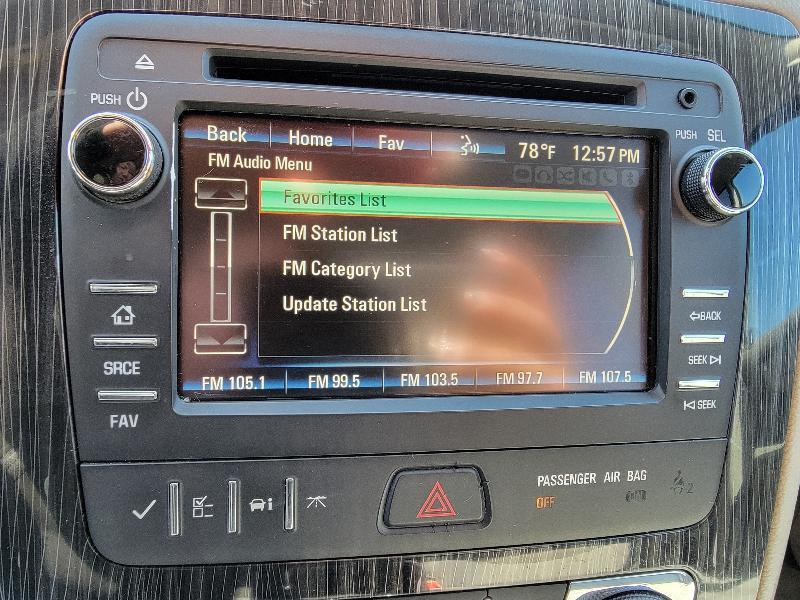 PUSH
PUSH SEL
Back Home Fav 78°F 12:57 PM
FM Audio Menu
Favorites List
FM Station List
FM Category List
Update Station List
FM 105.1 FM 99.5 FM 103.5 FM 97.7 FM 107.5
SRCE
FAV
BACK
SEEK
SEEK
PASSENGER AIR BAG
OFF
2